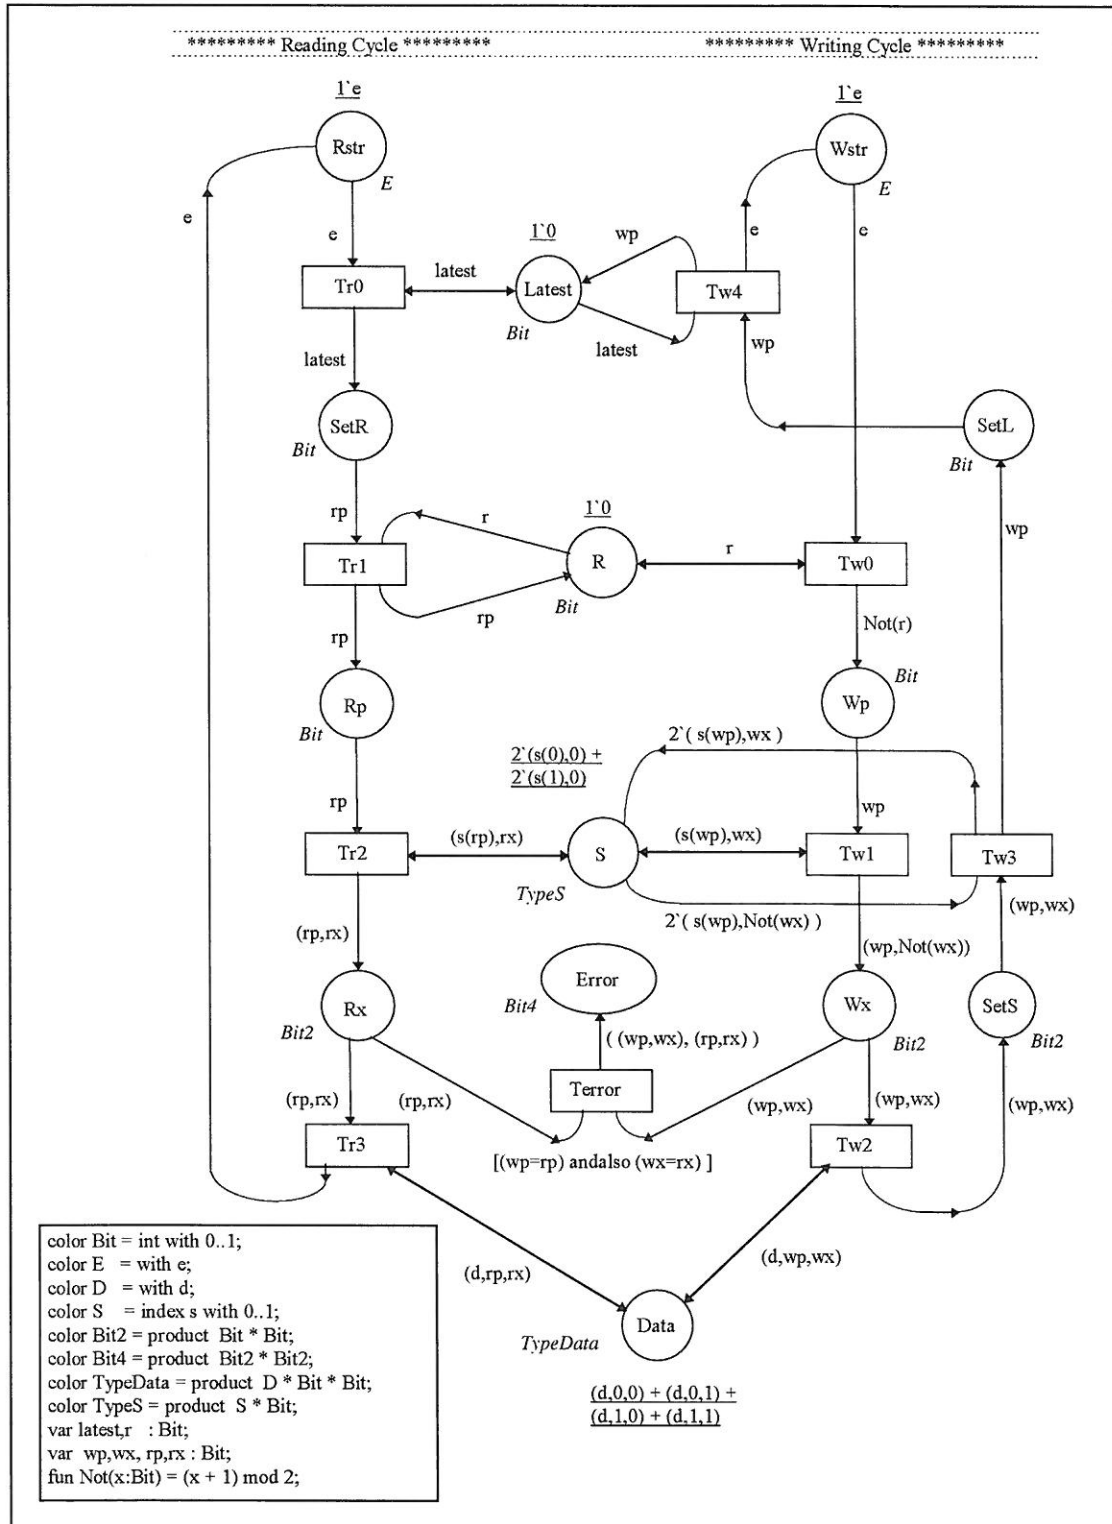 ********* Reading Cycle *********
********* Writing Cycle *********
1`e
1`e
Rstr
Wstr
E
E
e
e
e
e
1`0
wp
latest
Tr0
Latest
Tw4
Bit
latest
wp
latest
SetR
SetL
Bit
Bit
rp
1`0
r
wp
Tr1
R
r
Tw0
Bit
rp
rp
Not(r)
Bit
Rp
Wp
Bit
2`( s(wp),wx )
2`(s(0),0) +
2`(s(1),0)
rp
wp
(s(rp),rx)
(s(wp),wx)
Tr2
S
Tw1
Tw3
TypeS
(wp,wx)
2`( s(wp),Not(wx) )
(rp,rx)
(wp,Not(wx))
Error
Rx
Wx
SetS
Bit4
Bit2
Bit2
Bit2
( (wp,wx), (rp,rx) )
Terror
(rp,rx)
(rp,rx)
(wp,wx)
(wp,wx)
(wp,wx)
Tr3
Tw2
[(wp=rp) andalso (wx=rx) ]
(d,rp,rx)
(d,wp,wx)
Data
TypeData
(d,0,0) + (d,0,1) +
(d,1,0) + (d,1,1)
color Bit = int with 0..1;
color E = with e;
color D = with d;
color S = index s with 0..1;
color Bit2 = product Bit * Bit;
color Bit4 = product Bit2 * Bit2;
color TypeData = product D * Bit * Bit;
color TypeS = product S * Bit;
var latest,r : Bit;
var wp,wx, rp,rx : Bit;
fun Not(x:Bit) = (x + 1) mod 2;